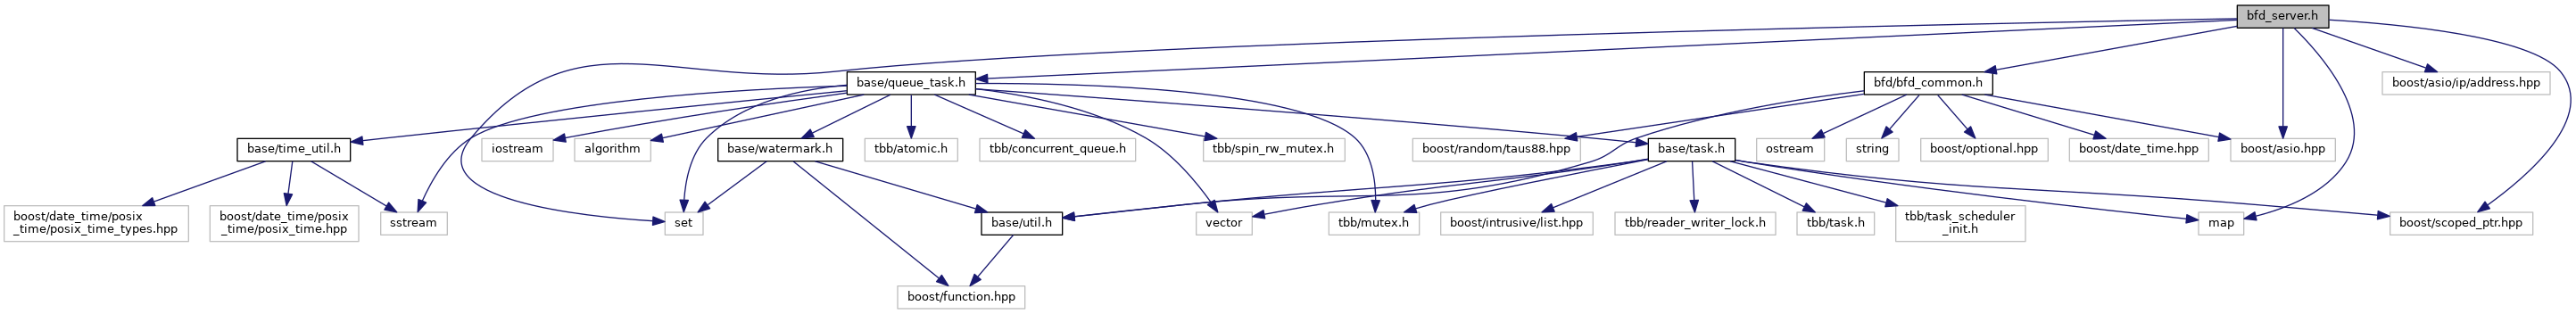 bfd_server.h
base/queue_task.h
bfd/bfd_common.h
boost/asio/ip/address.hpp
base/time_util.h
iostream
algorithm
base/watermark.h
tbb/atomic.h
tbb/concurrent_queue.h
tbb/spin_rw_mutex.h
boost/random/taus88.hpp
base/task.h
ostream
string
boost/optional.hpp
boost/date_time.hpp
boost/asio.hpp
boost/date_time/posix
_time/posix_time_types.hpp
boost/date_time/posix
_time/posix_time.hpp
sstream
set
base/util.h
vector
tbb/mutex.h
boost/intrusive/list.hpp
tbb/reader_writer_lock.h
tbb/task.h
tbb/task_scheduler
_init.h
map
boost/scoped_ptr.hpp
boost/function.hpp